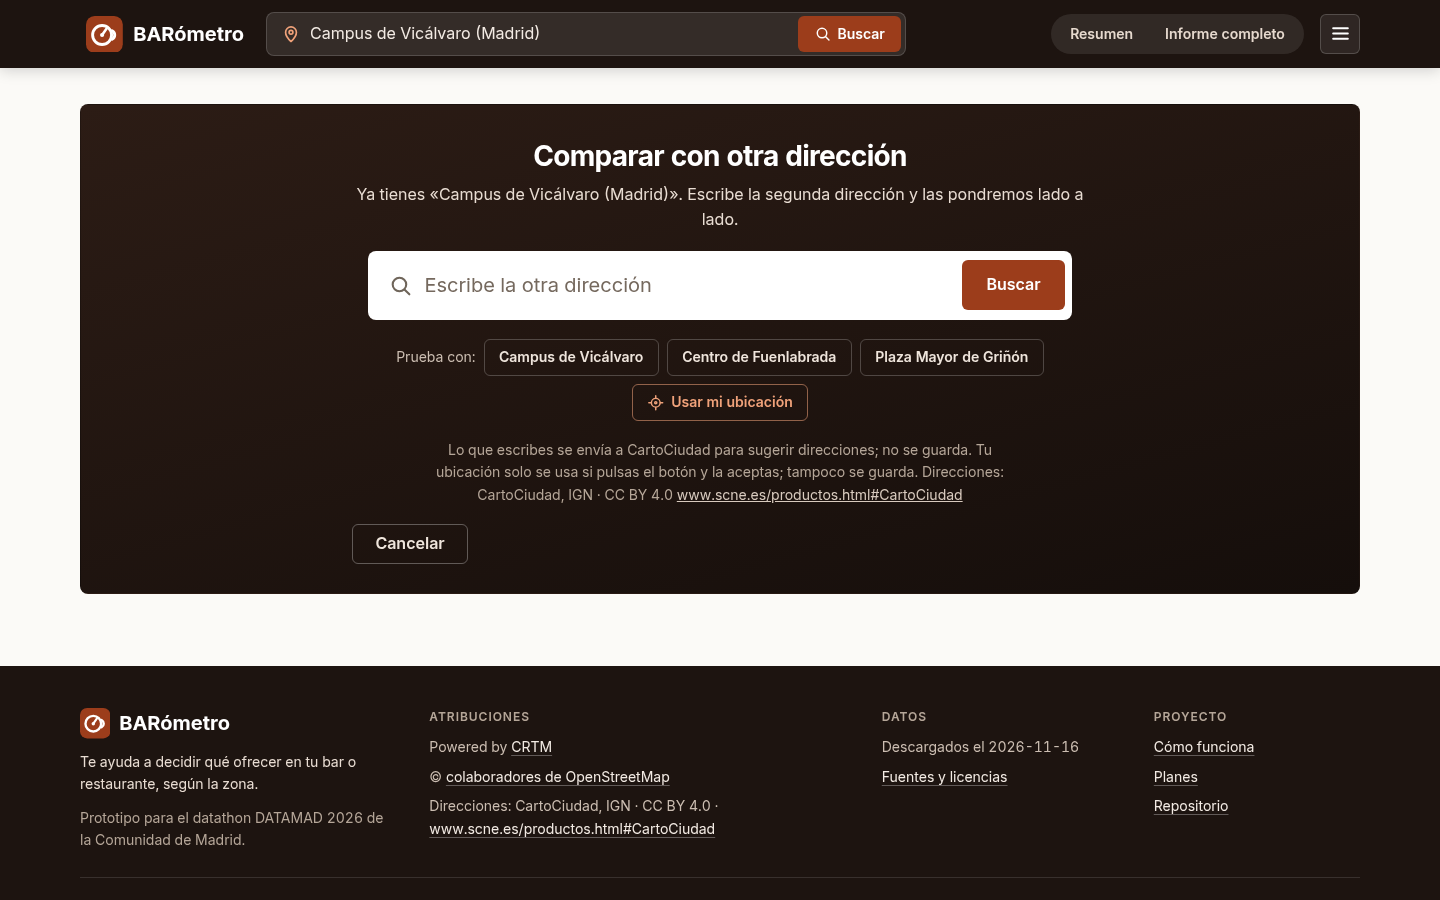 BARómetro
Campus de Vicálvaro (Madrid)
Buscar
Resumen
Informe completo
Comparar con otra dirección
Ya tienes «Campus de Vicálvaro (Madrid)». Escribe la segunda dirección y las pondremos lado a
lado.
Escribe la otra dirección
Buscar
Prueba con:
Campus de Vicálvaro
Centro de Fuenlabrada
Plaza Mayor de Griñón
Usar mi ubicación
Lo que escribes se envía a CartoCiudad para sugerir direcciones; no se guarda. Tu
ubicación solo se usa si pulsas el botón y la aceptas; tampoco se guarda. Direcciones:
CartoCiudad, IGN · CC BY 4.0 www.scne.es/productos.html#CartoCiudad
Cancelar
BARómetro
Te ayuda a decidir qué ofrecer en tu bar o
restaurante, según la zona.
Prototipo para el datathon DATAMAD 2026 de
la Comunidad de Madrid.
ATRIBUCIONES
Powered by CRTM
© colaboradores de OpenStreetMap
Direcciones: CartoCiudad, IGN · CC BY 4.0 ·
www.scne.es/productos.html#CartoCiudad
DATOS
Descargados el 2026-11-16
Fuentes y licencias
PROYECTO
Cómo funciona
Planes
Repositorio